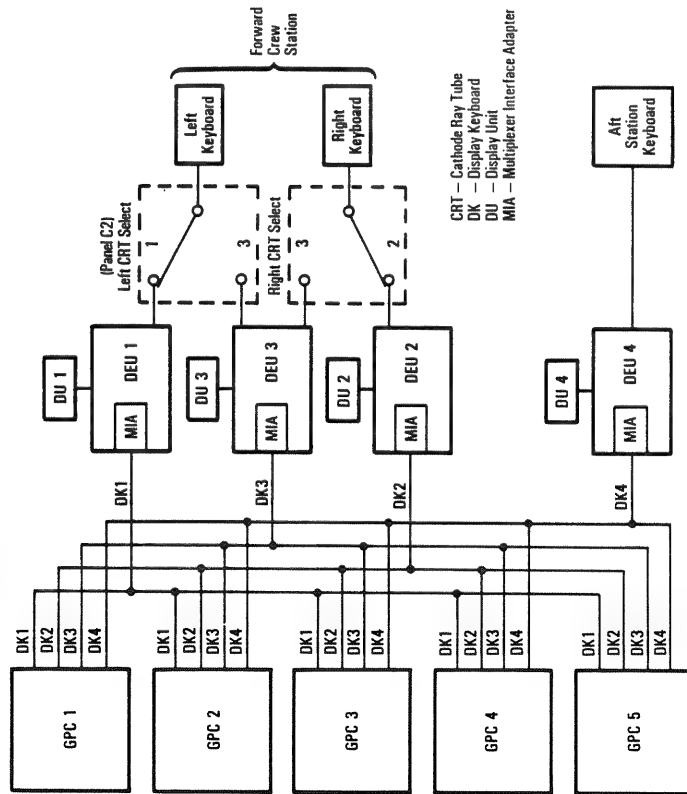 GPC 1
DK1
DK2
DK3
DK4
GPC 2
DK1
DK2
DK3
DK4
GPC 3
DK1
DK2
DK3
DK4
GPC 4
DK1
DK2
DK3
DK4
GPC 5
DK1
DK2
DK3
DK4
DK1
DK3
DK2
DK4
DU 1
MIA
DEU 1
DU 3
MIA
DEU 3
DU 2
MIA
DEU 2
DU 4
MIA
DEU 4
(Panel C2)
Left CRT Select
1
3
Right CRT Select
3
2
Left
Keyboard
Right
Keyboard
Forward
Crew
Station
Aft
Station
Keyboard
CRT – Cathode Ray Tube
DK – Display Keyboard
DU – Display Unit
MIA – Multiplexer Interface Adapter